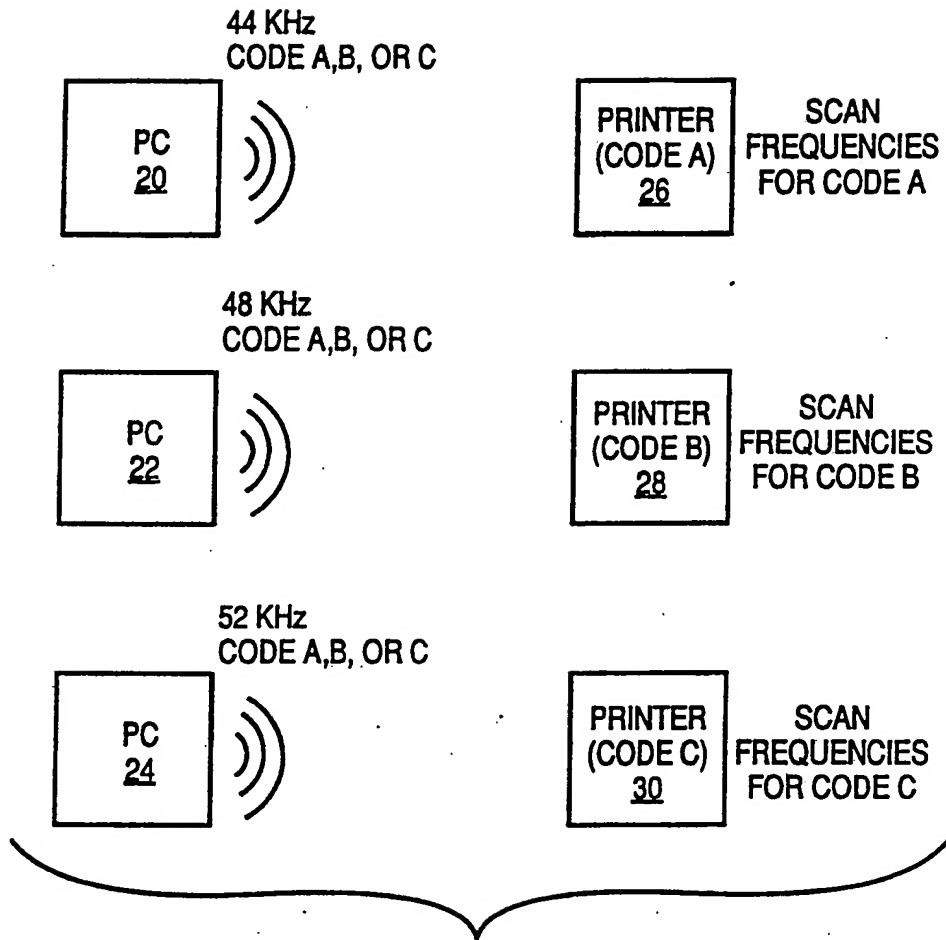 44 KHz
CODE A,B, OR C
PC
20
PRINTER
(CODE A)
26
SCAN
FREQUENCIES
FOR CODE A
48 KHz
CODE A,B, OR C
PC
22
PRINTER
(CODE B)
28
SCAN
FREQUENCIES
FOR CODE B
52 KHz
CODE A,B, OR C
PC
24
PRINTER
(CODE C)
30
SCAN
FREQUENCIES
FOR CODE C